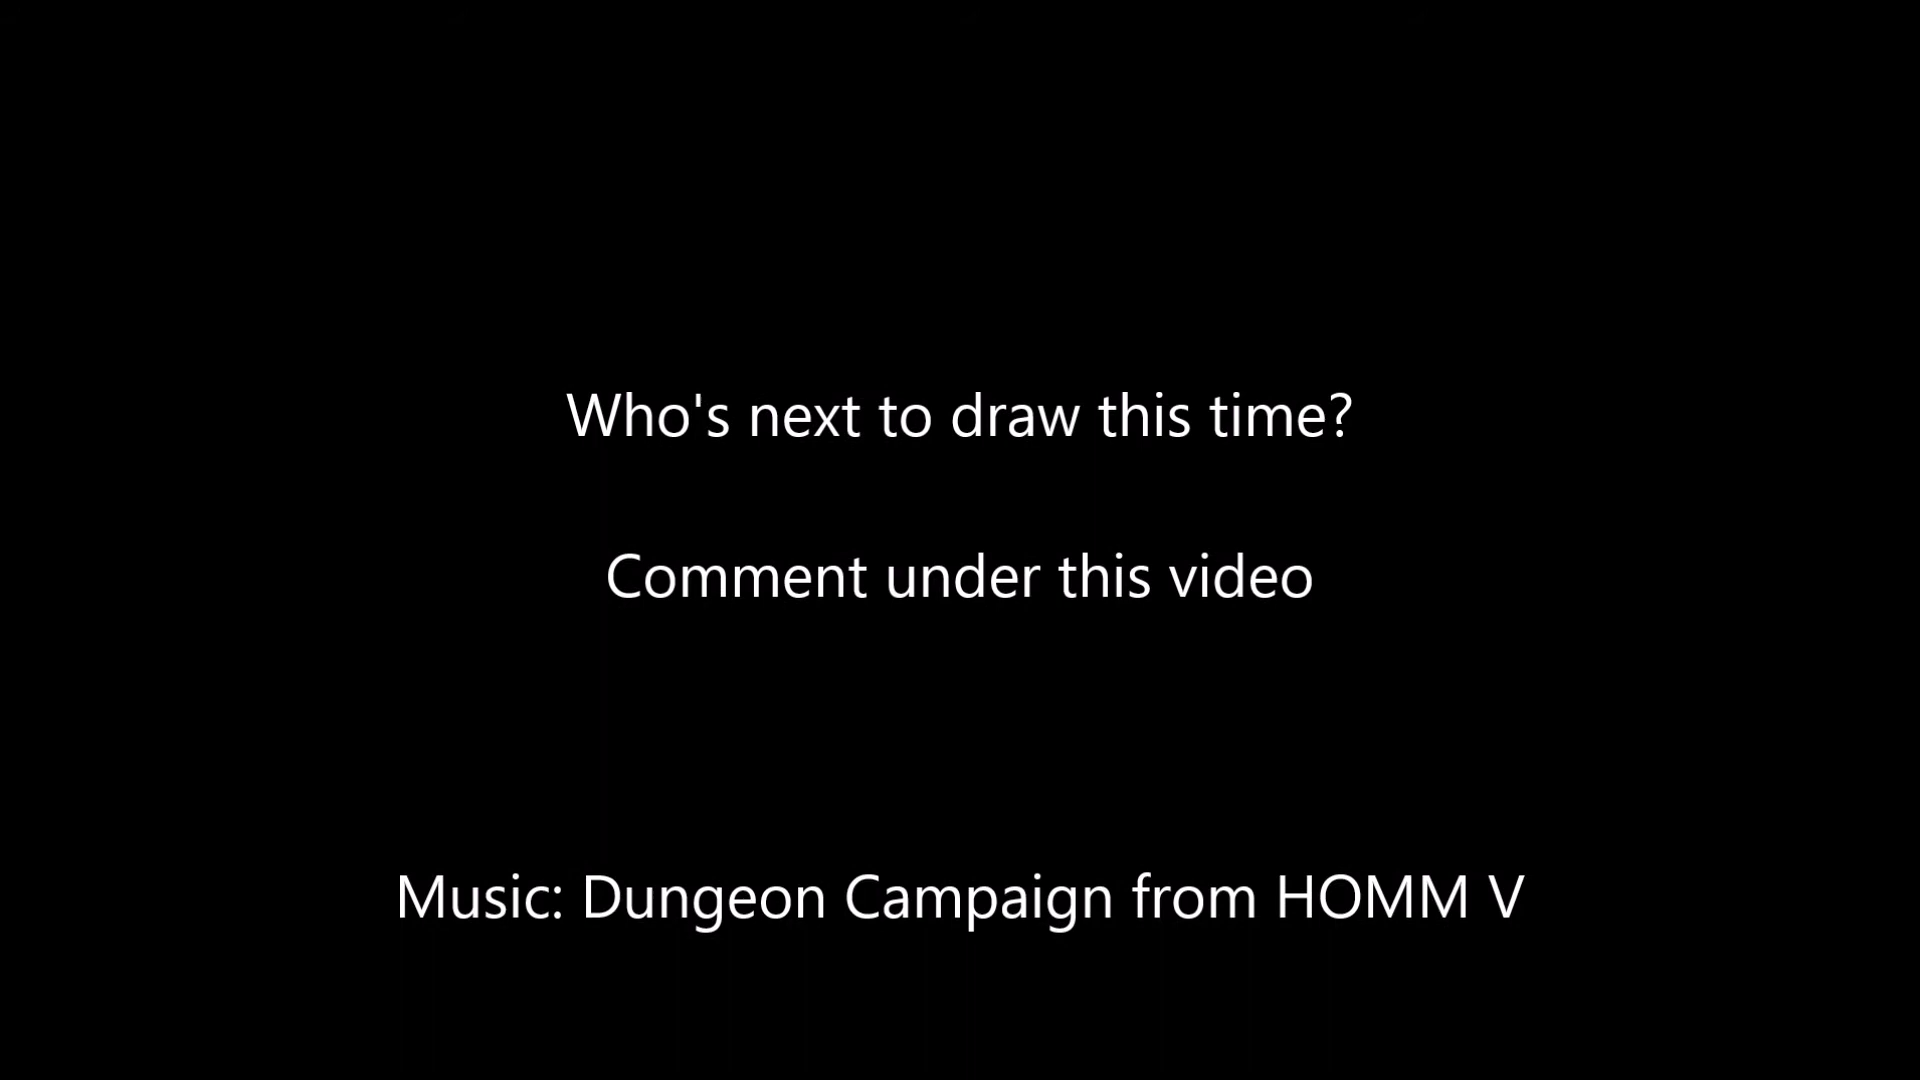 Who's next to draw this time?
Comment under this video
Music: Dungeon Campaign from HOMM V